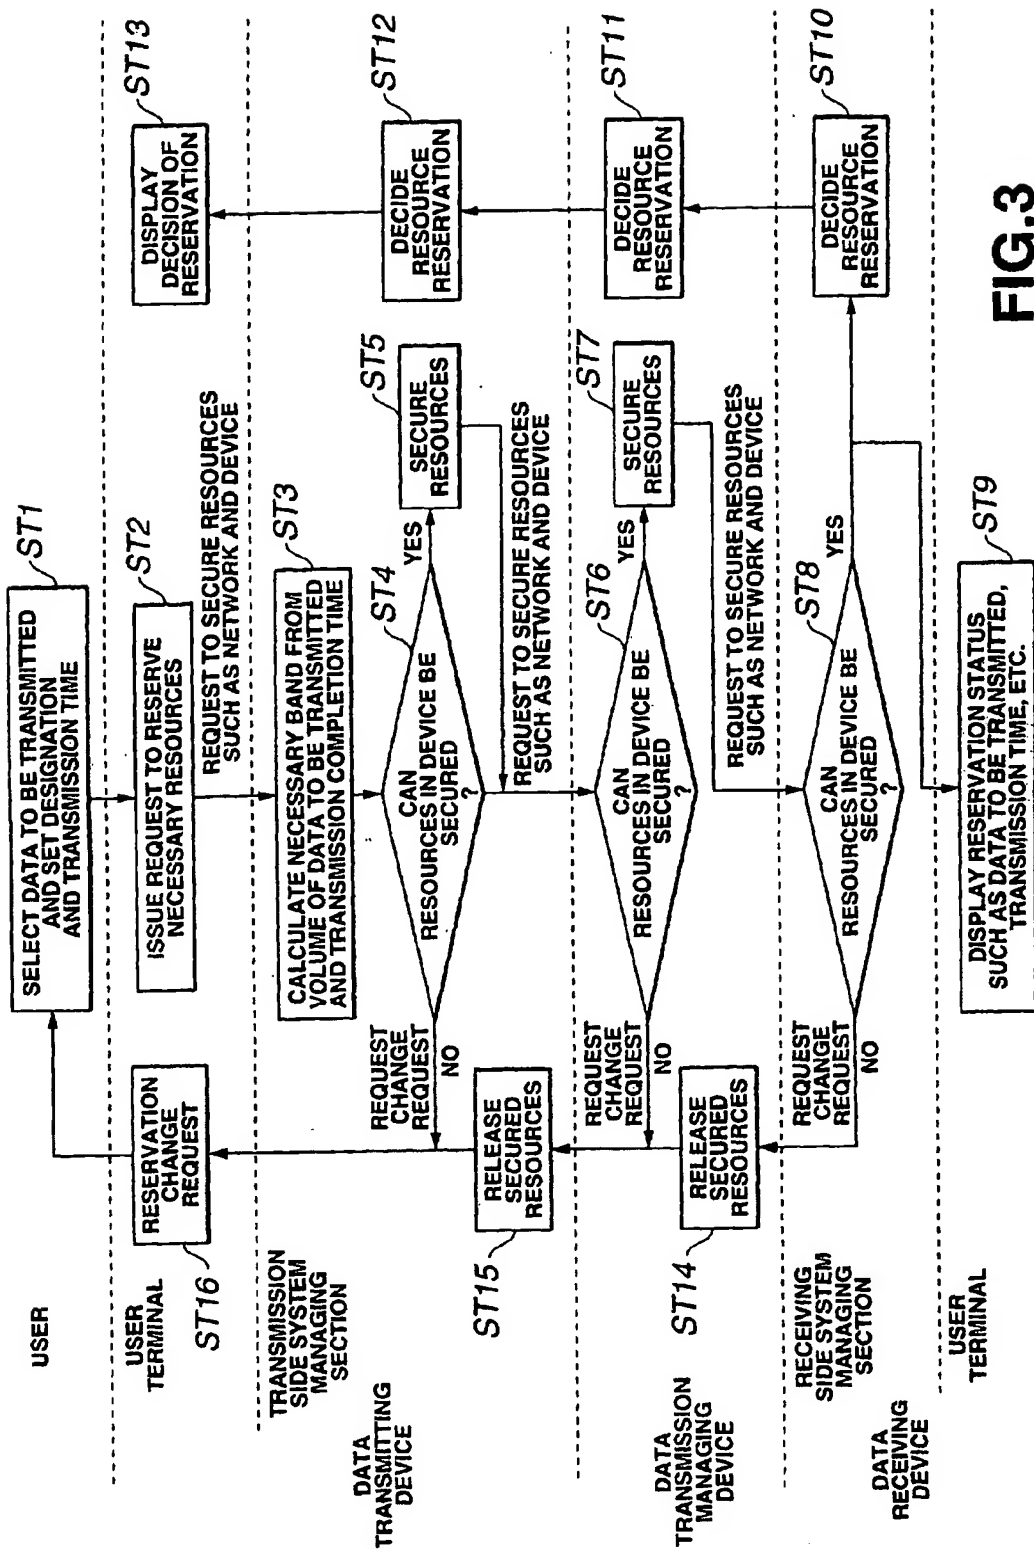 USER
SELECT DATA TO BE TRANSMITTED
AND SET DESIGNATION
AND TRANSMISSION TIME
ST1
USER
TERMINAL
RESERVATION
CHANGE
REQUEST
ST16
ISSUE REQUEST TO RESERVE
NECESSARY RESOURCES
ST2
DISPLAY
DECISION OF
RESERVATION
ST13
REQUEST TO SECURE RESOURCES
SUCH AS NETWORK AND DEVICE
DATA
TRANSMITTING
DEVICE
TRANSMISSION
SIDE SYSTEM
MANAGING
SECTION
CALCULATE NECESSARY BAND FROM
VOLUME OF DATA TO BE TRANSMITTED
AND TRANSMISSION COMPLETION TIME
ST3
REQUEST
CHANGE
REQUEST
NO
CAN
RESOURCES IN DEVICE BE
SECURED
?
ST4
YES
SECURE
RESOURCES
ST5
DECIDE
RESOURCE
RESERVATION
ST12
RELEASE
SECURED
RESOURCES
ST15
REQUEST TO SECURE RESOURCES
SUCH AS NETWORK AND DEVICE
DATA
TRANSMISSION
MANAGING
DEVICE
REQUEST
CHANGE
REQUEST
NO
CAN
RESOURCES IN DEVICE BE
SECURED
?
ST6
YES
SECURE
RESOURCES
ST7
DECIDE
RESOURCE
RESERVATION
ST11
RELEASE
SECURED
RESOURCES
ST14
REQUEST TO SECURE RESOURCES
SUCH AS NETWORK AND DEVICE
DATA
RECEIVING
DEVICE
RECEIVING
SIDE SYSTEM
MANAGING
SECTION
REQUEST
CHANGE
REQUEST
NO
CAN
RESOURCES IN DEVICE BE
SECURED
?
ST8
YES
DECIDE
RESOURCE
RESERVATION
ST10
USER
TERMINAL
DISPLAY RESERVATION STATUS
SUCH AS DATA TO BE TRANSMITTED,
TRANSMISSION TIME, ETC.
ST9
FIG.3